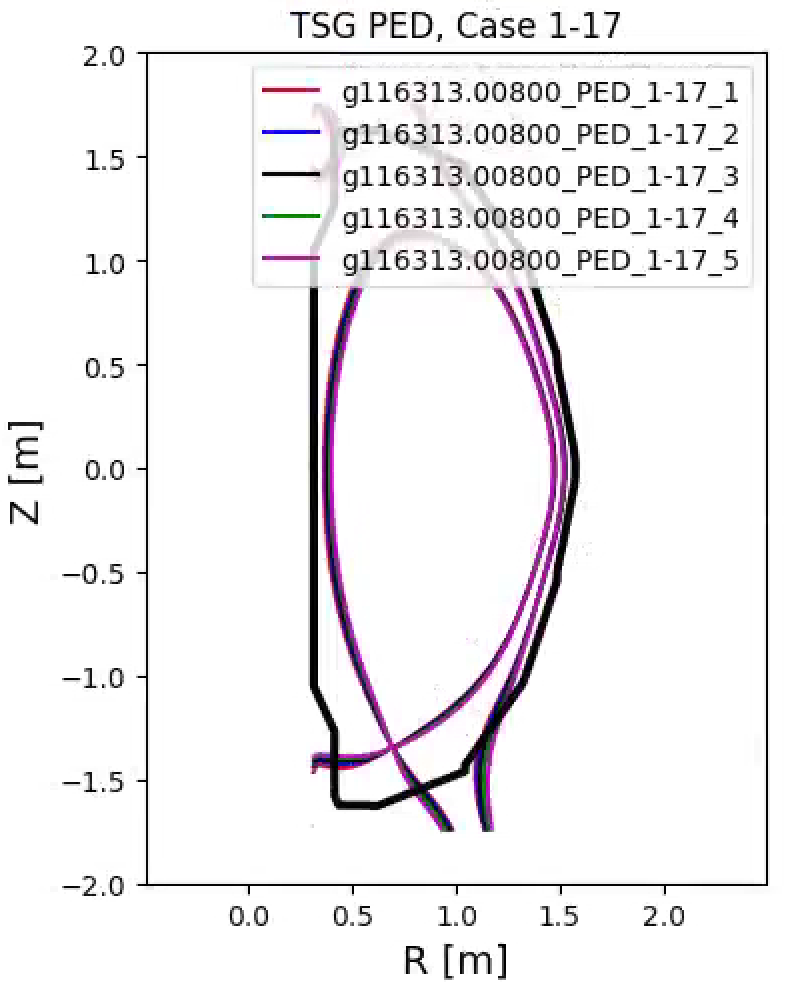 TSG PED, Case 1-17
2.0
1.5
1.0
0.5
0.0
−0.5
−1.0
−1.5
−2.0
Z [m]
g116313.00800_PED_1-17_1
g116313.00800_PED_1-17_2
g116313.00800_PED_1-17_3
g116313.00800_PED_1-17_4
g116313.00800_PED_1-17_5
0.0 0.5 1.0 1.5 2.0
R [m]